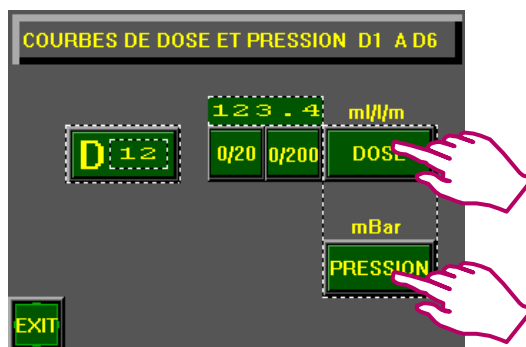 COURBES DE DOSE ET PRESSION D1 A D6
123.4 ml/l/m
D 12 0/20 0/200 DOSE
mBar
PRESSION
EXIT